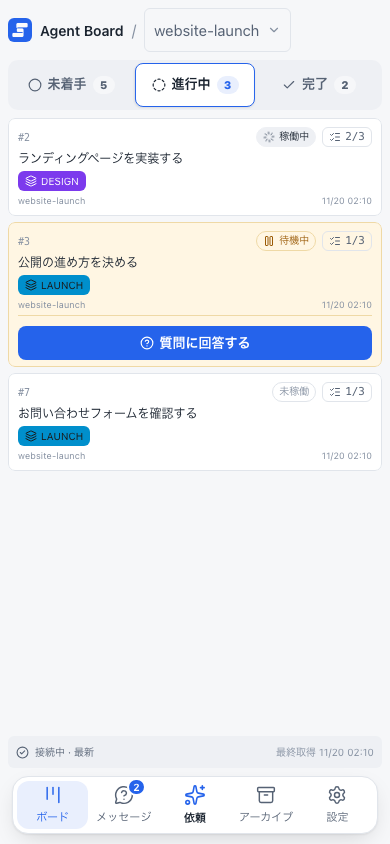 Agent Board / website-launch
未着手 5 進行中 3 完了 2
#2 稼働中 2/3
ランディングページを実装する
DESIGN
website-launch 11/20 02:10
#3 待機中 1/3
公開の進め方を決める
LAUNCH
website-launch 11/20 02:10
質問に回答する
#7 未稼働 1/3
お問い合わせフォームを確認する
LAUNCH
website-launch 11/20 02:10
接続中 · 最新 最終取得 11/20 02:10
2
ボード メッセージ 依頼 アーカイブ 設定